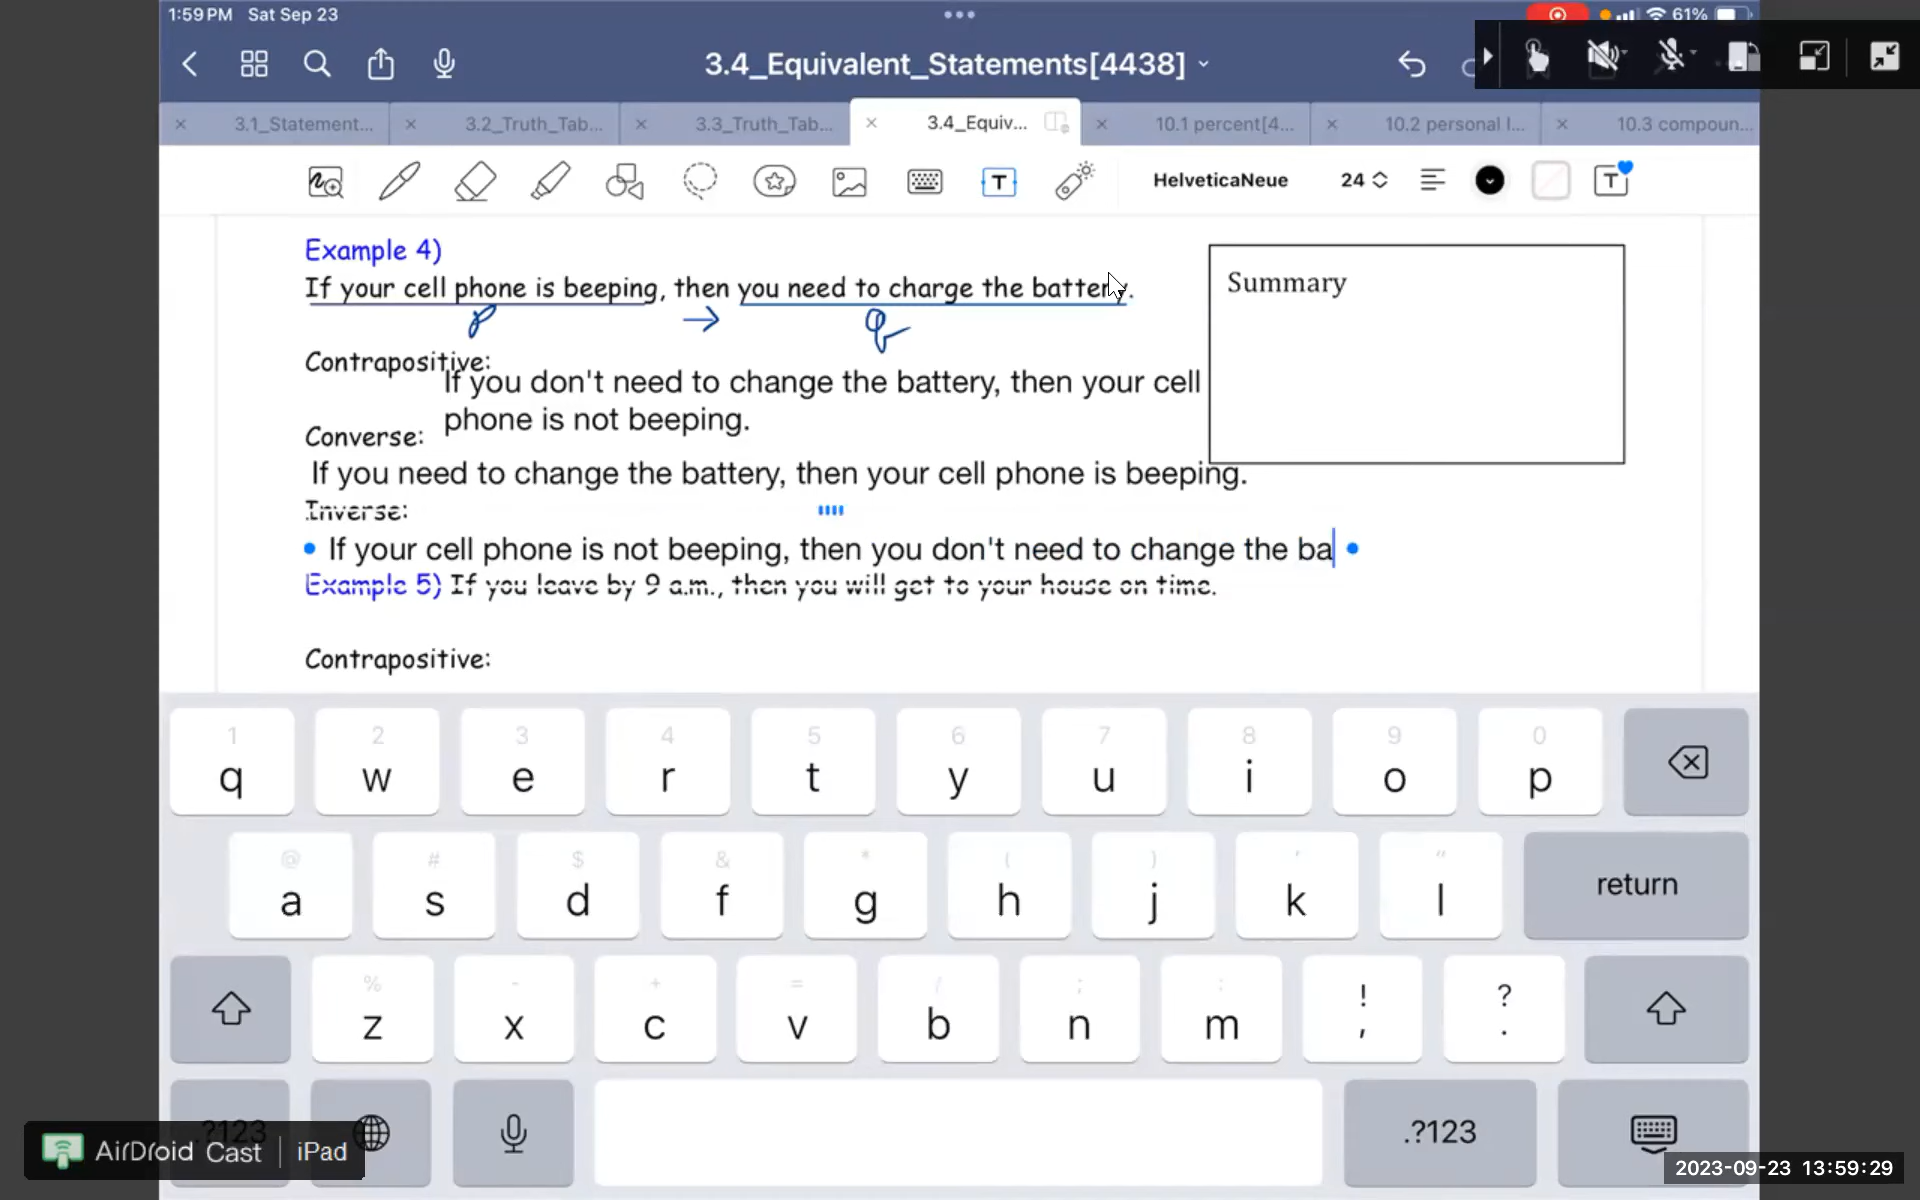 1:59 PM Sat Sep 23
61%
3.4_Equivalent_Statements[4438]
3.1_Statement...
3.2_Truth_Tab...
3.3_Truth_Tab...
3.4_Equiv...
10.1 percent[4...
10.2 personal l...
10.3 compoun...
T
HelveticaNeue
24
T
Example 4)
If your cell phone is beeping, then you need to charge the battery.
p → q
Summary
Contrapositive:
If you don't need to change the battery, then your cell
phone is not beeping.
Converse:
If you need to change the battery, then your cell phone is beeping.
Inverse:
If your cell phone is not beeping, then you don't need to change the ba
Example 5) If you leave by 9 a.m., then you will get to your house on time.
Contrapositive:
1 2 3 4 5 6 7 8 9 0
q w e r t y u i o p
@ # $ & * ( ) ' "
a s d f g h j k l return
% - + = / ; : ! ?
z x c v b n m , .
.?123 .?123
AirDroid Cast | iPad
2023-09-23 13:59:29